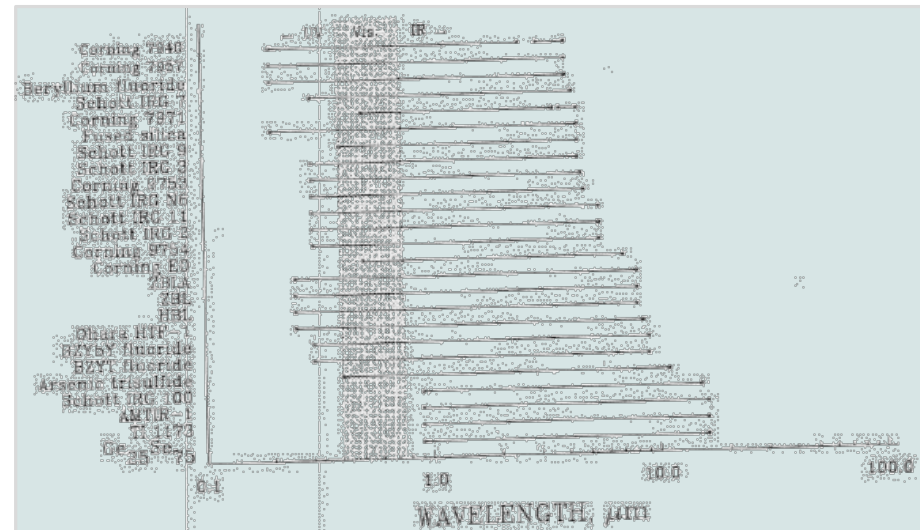 UV Vis. IR
Corning 7940
Corning 7957
Beryllium fluoride
Schott IRG 7
Corning 7971
Fused silica
Schott IRG 9
Schott IRG 3
Corning 9753
Schott IRG N6
Schott IRG 11
Schott IRG 2
Corning 9754
Corning EO
ZBLA
ZBL
HBL
Ohara HTF-1
BZYbT fluoride
BZYT fluoride
Arsenic trisulfide
Schott IRG 100
AMTIR-1
TI 1173
0.1 1.0 10.0 100.0
WAVELENGTH, μm